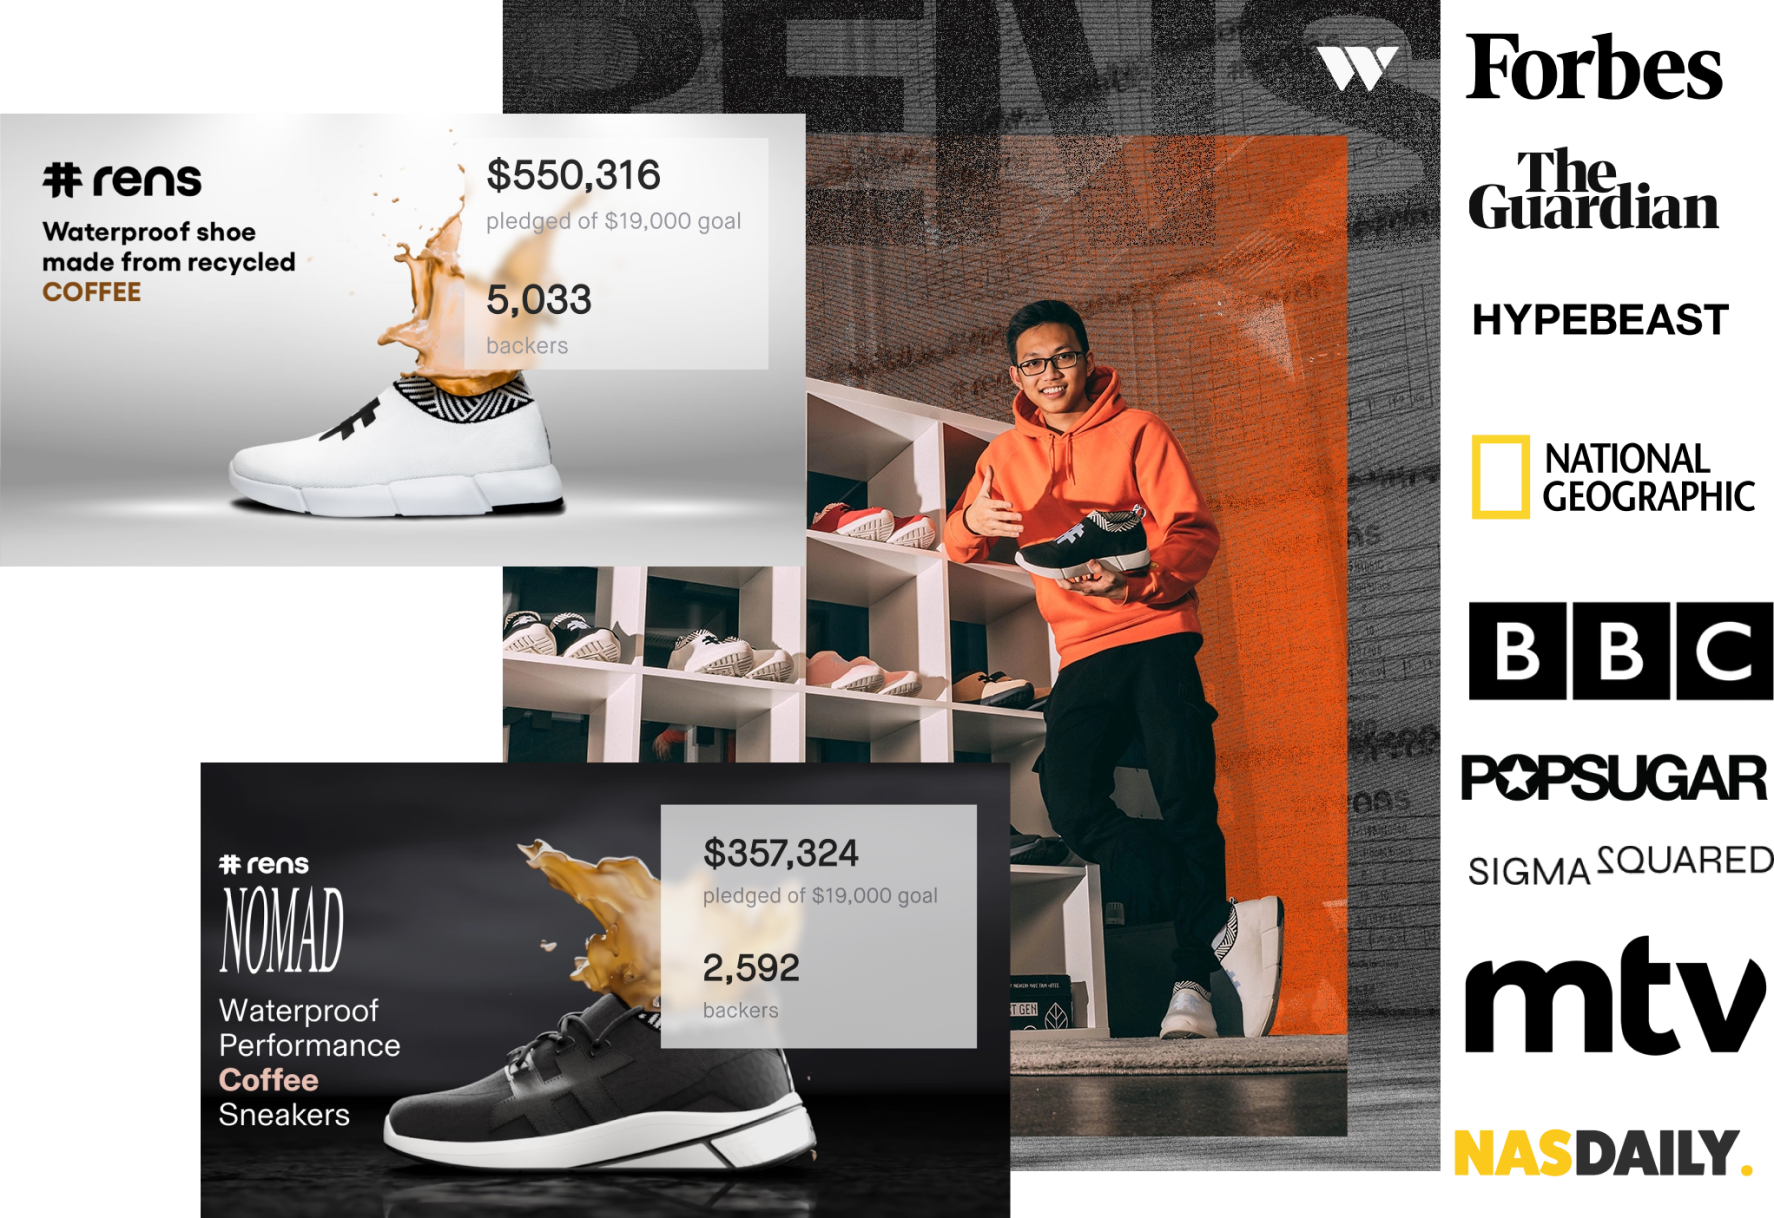 RENS
W
# rens
Waterproof shoe
made from recycled
COFFEE
$550,316
pledged of $19,000 goal
5,033
backers
# rens
NOMAD
Waterproof
Performance
Coffee
Sneakers
$357,324
pledged of $19,000 goal
2,592
backers
GEN
Forbes
The
Guardian
HYPEBEAST
NATIONAL
GEOGRAPHIC
BBC
POPSUGAR
SIGMA SQUARED
mtv
NASDAILY.